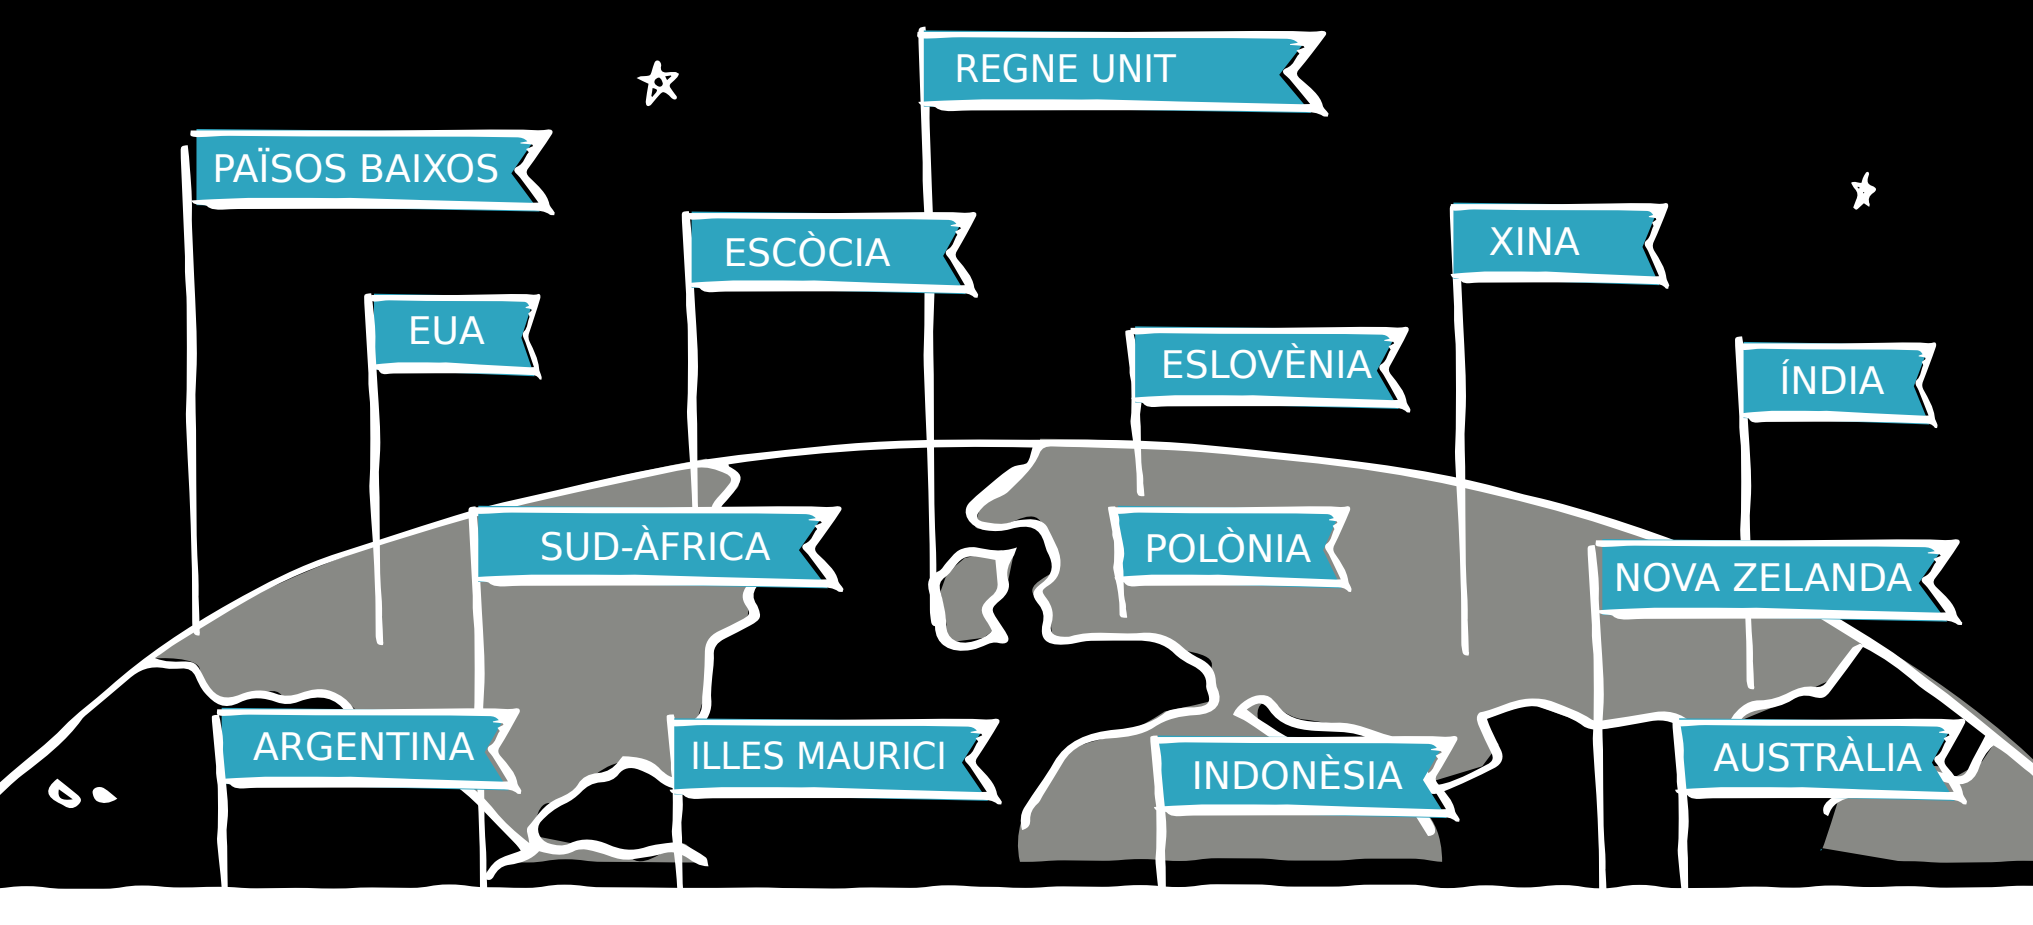 REGNE UNIT
PAÏSOS BAIXOS
ESCÒCIA
XINA
EUA
ESLOVÈNIA
ÍNDIA
SUD-ÀFRICA
POLÒNIA
NOVA ZELANDA
ARGENTINA
ILLES MAURICI
INDONÈSIA
AUSTRÀLIA